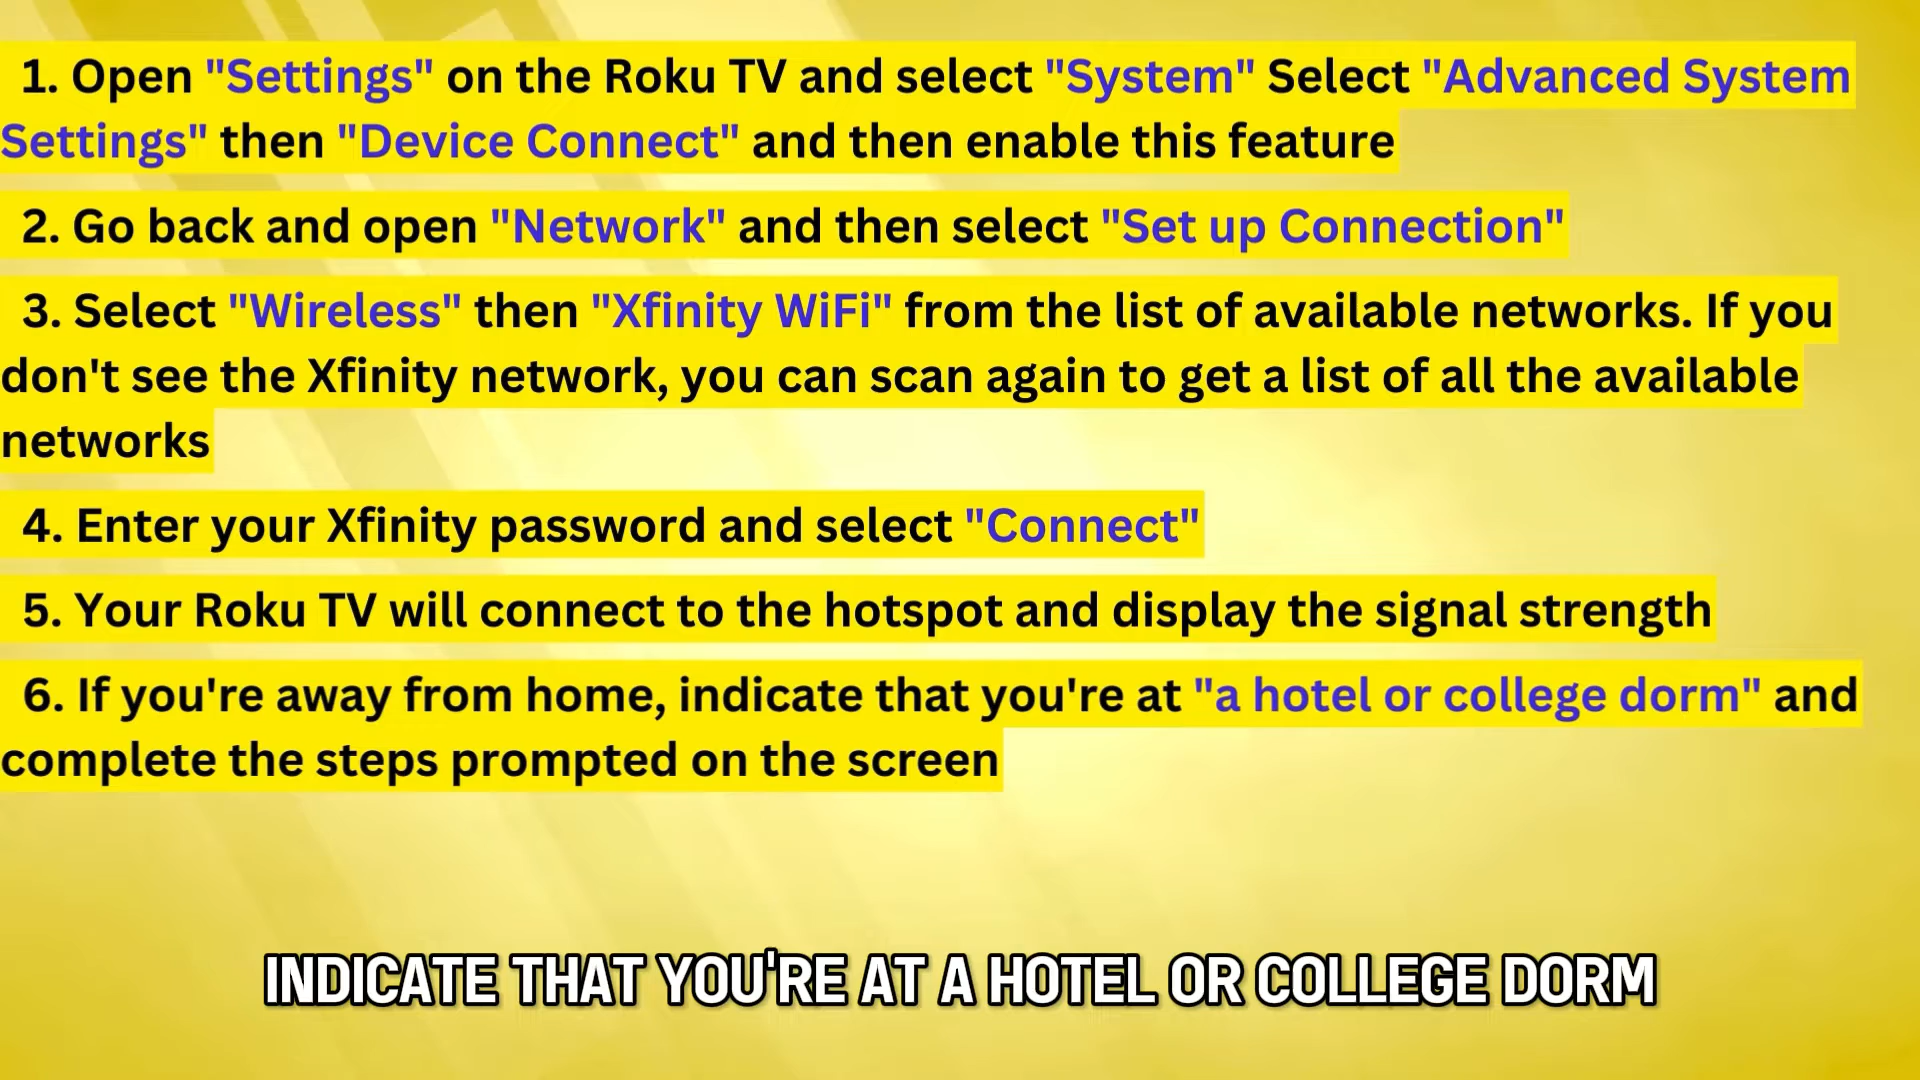 1. Open "Settings" on the Roku TV and select "System" Select "Advanced System
Settings" then "Device Connect" and then enable this feature
2. Go back and open "Network" and then select "Set up Connection"
3. Select "Wireless" then "Xfinity WiFi" from the list of available networks. If you
don't see the Xfinity network, you can scan again to get a list of all the available
networks
4. Enter your Xfinity password and select "Connect"
5. Your Roku TV will connect to the hotspot and display the signal strength
6. If you're away from home, indicate that you're at "a hotel or college dorm" and
complete the steps prompted on the screen
INDICATE THAT YOU'RE AT A HOTEL OR COLLEGE DORM